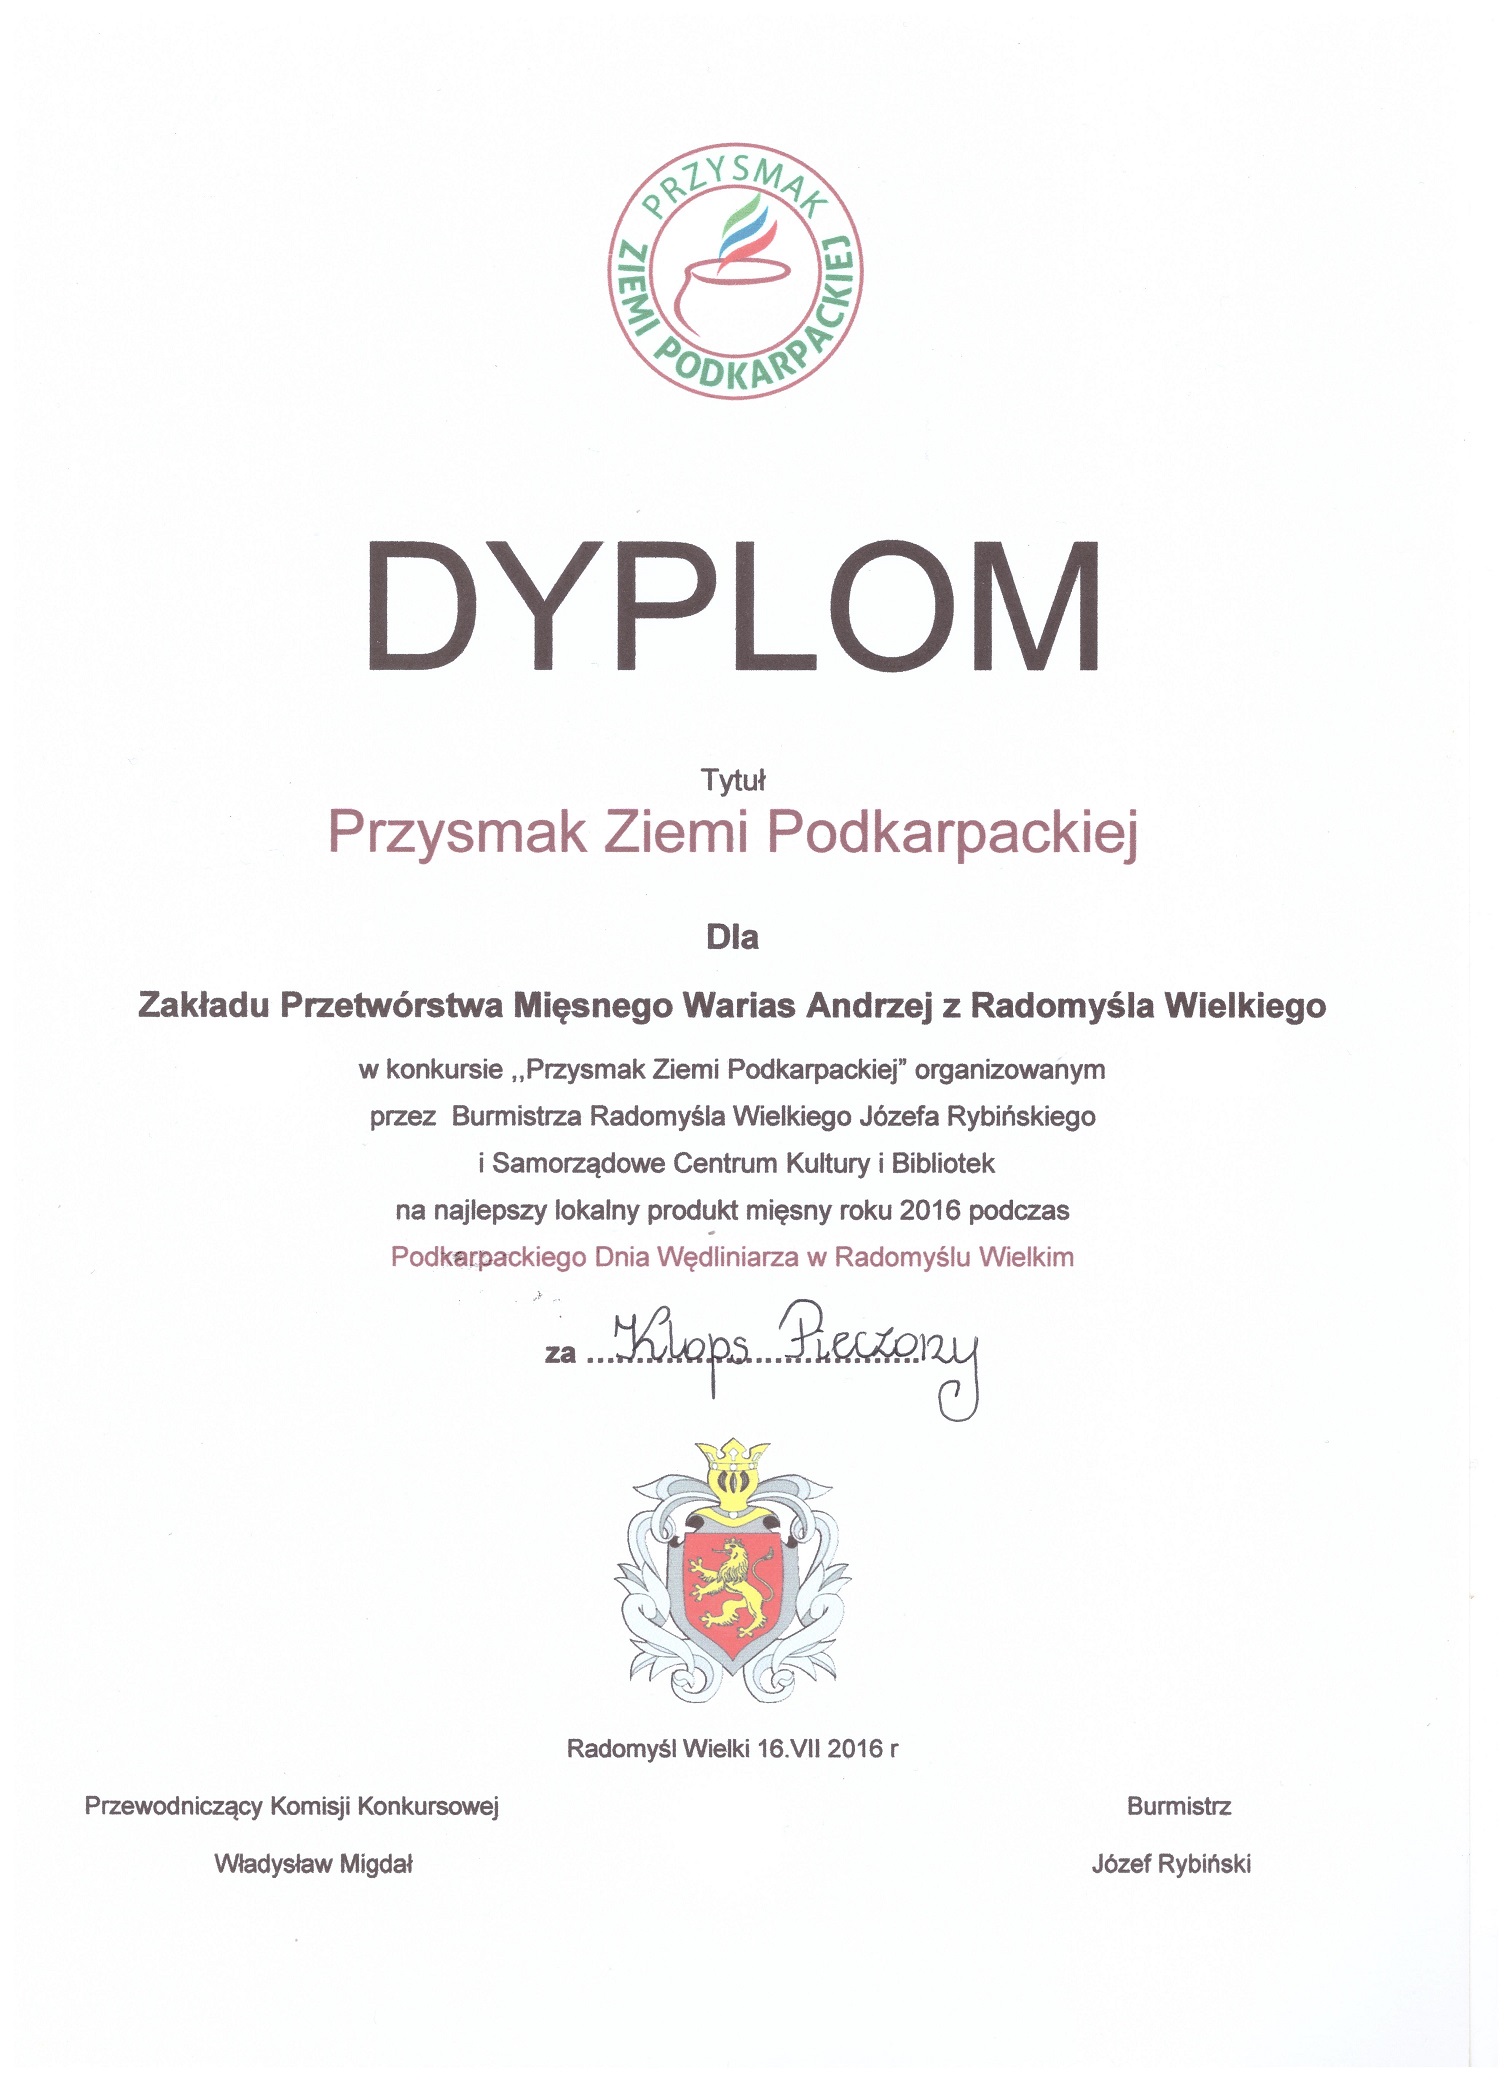 PRZYSMAK
ZIEMI PODKARPACKIEJ
DYPLOM
Tytuł
Przysmak Ziemi Podkarpackiej
Dla
Zakładu Przetwórstwa Mięsnego Warias Andrzej z Radomyśla Wielkiego
w konkursie ,,Przysmak Ziemi Podkarpackiej” organizowanym
przez Burmistrza Radomyśla Wielkiego Józefa Rybińskiego
i Samorządowe Centrum Kultury i Bibliotek
na najlepszy lokalny produkt mięsny roku 2016 podczas
Podkarpackiego Dnia Wędliniarza w Radomyślu Wielkim
za Klops Pieczony
Radomyśl Wielki 16.VII 2016 r
Przewodniczący Komisji Konkursowej Burmistrz
Władysław Migdał Józef Rybiński